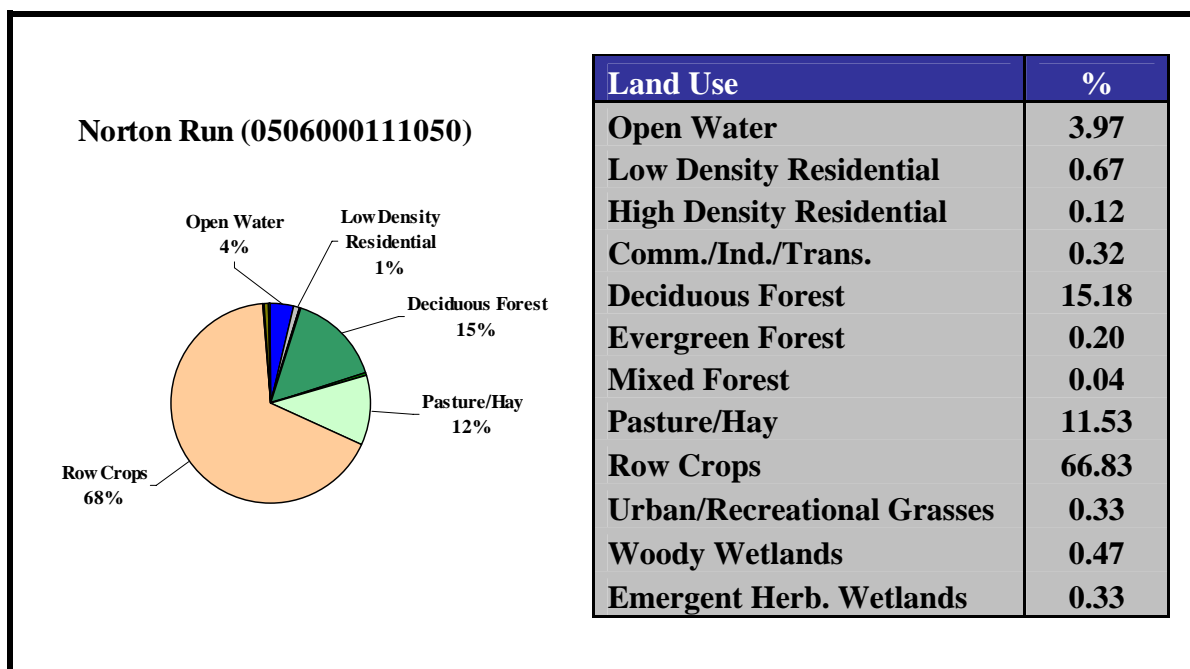 Norton Run (0506000111050)
Open Water
4%
Low Density
Residential
1%
Deciduous Forest
15%
Pasture/Hay
12%
Row Crops
68%
Land Use %
Open Water 3.97
Low Density Residential 0.67
High Density Residential 0.12
Comm./Ind./Trans. 0.32
Deciduous Forest 15.18
Evergreen Forest 0.20
Mixed Forest 0.04
Pasture/Hay 11.53
Row Crops 66.83
Urban/Recreational Grasses 0.33
Woody Wetlands 0.47
Emergent Herb. Wetlands 0.33